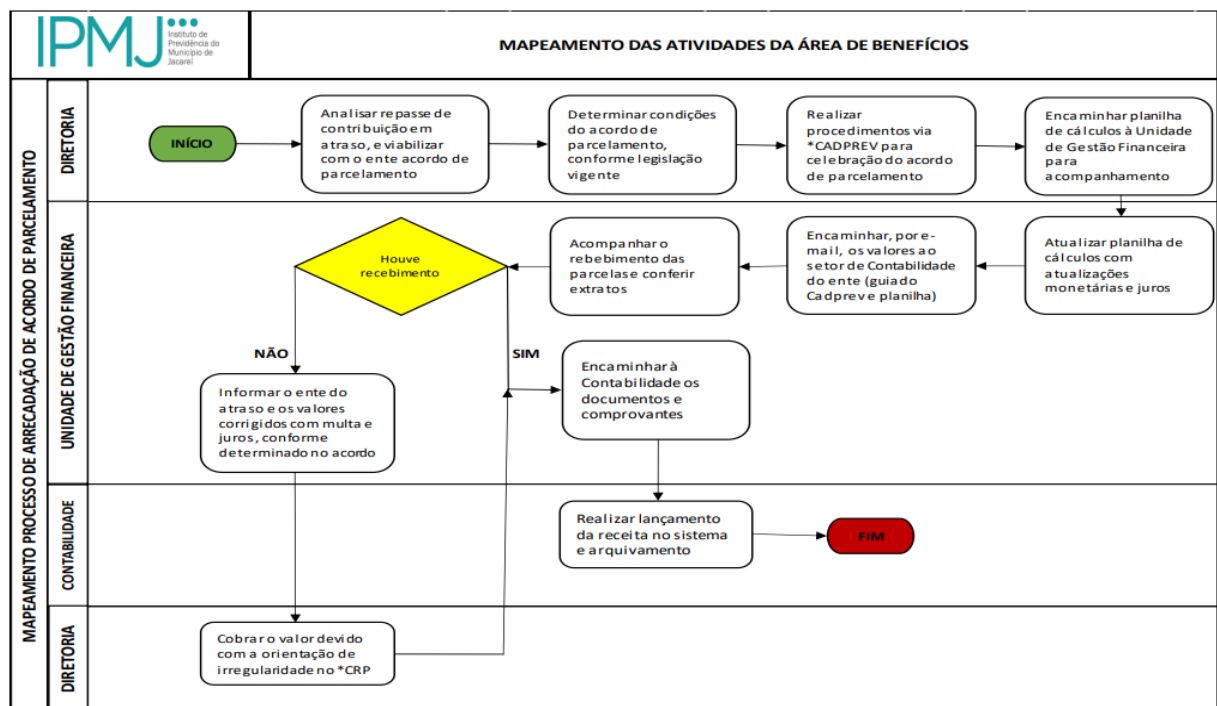 IPMJ
Instituto de
Previdência do
Município de
Jacareí
MAPEAMENTO DAS ATIVIDADES DA ÁREA DE BENEFÍCIOS
MAPEAMENTO PROCESSO DE ARRECADAÇÃO DE ACORDO DE PARCELAMENTO
DIRETORIA
INÍCIO
Analisar repasse de
contribuição em
atraso, e viabilizar
com o ente acordo de
parcelamento
Determinar condições
do acordo de
parcelamento,
conforme legislação
vigente
Realizar
procedimentos via
*CADPREV para
celebração do acordo
de parcelamento
Encaminhar planilha
de cálculos à Unidade
de Gestão Financeira
para
acompanhamento
UNIDADE DE GESTÃO FINANCEIRA
Houve
recebimento
Acompanhar o
rebebimento das
parcelas e conferir
extratos
Encaminhar, por e-
mail, os valores ao
setor de Contabilidade
do ente (guia do
Cadprev e planilha)
Atualizar planilha de
cálculos com
atualizações
monetárias e juros
NÃO
SIM
Informar o ente do
atraso e os valores
corrigidos com multa e
juros, conforme
determinado no acordo
Encaminhar à
Contabilidade os
documentos e
comprovantes
CONTABILIDADE
Realizar lançamento
da receita no sistema
e arquivamento
FIM
DIRETORIA
Cobrar o valor devido
com a orientação de
irregularidade no *CRP